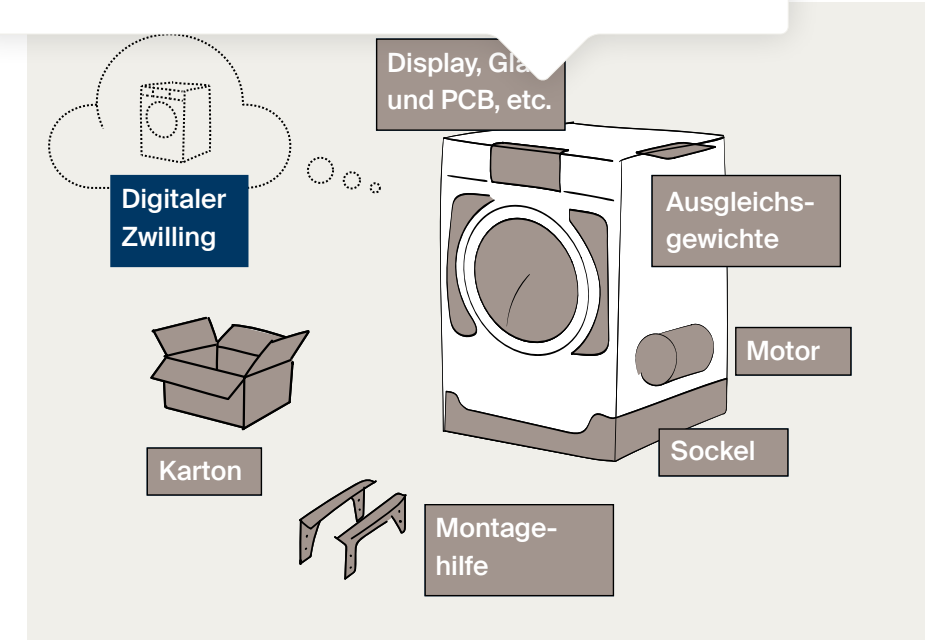 Display,
und PCB, etc.
Digitaler
Zwilling
Ausgleichs-
gewichte
Motor
Sockel
Karton
Montage-
hilfe